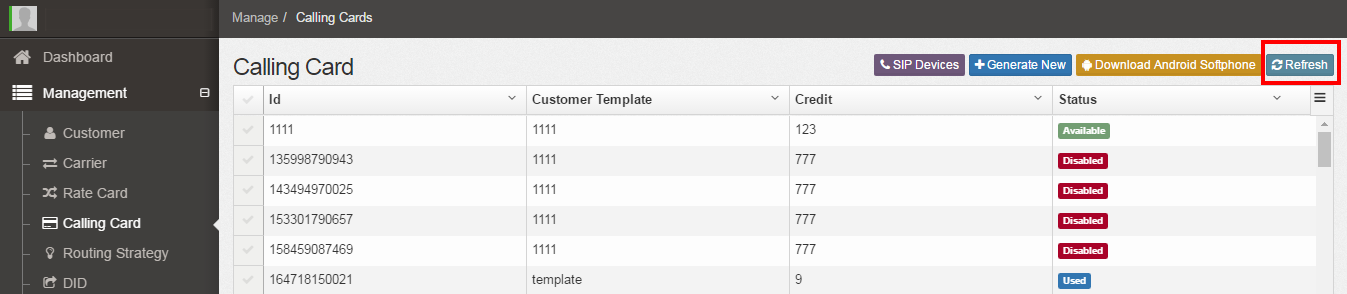 Manage / Calling Cards
Dashboard
Management
Customer
Carrier
Rate Card
Calling Card
Routing Strategy
DID
Calling Card
SIP Devices Generate New Download Android Softphone Refresh
Id Customer Template Credit Status
1111 1111 123 Available
135998790943 1111 777 Disabled
143494970025 1111 777 Disabled
153301790657 1111 777 Disabled
158459087469 1111 777 Disabled
164718150021 template 9 Used